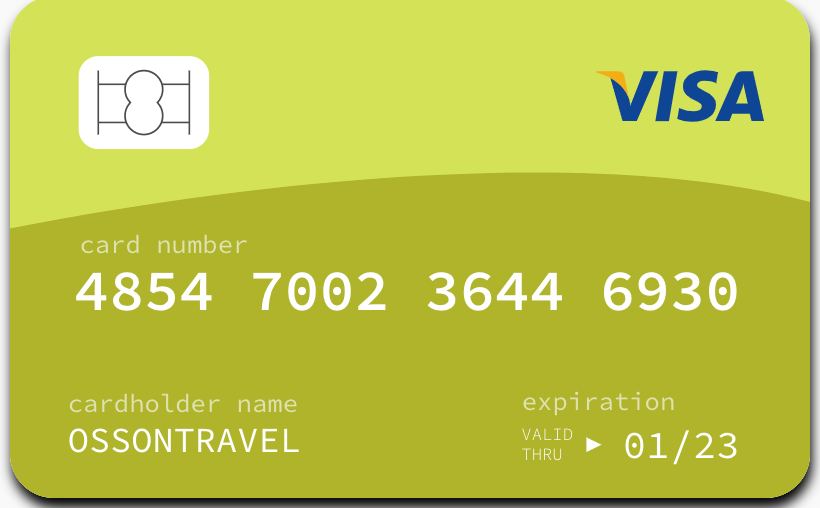 VISA
card number
4854 7002 3644 6930
cardholder name
OSSONTRAVEL
expiration
VALID
THRU ► 01/23